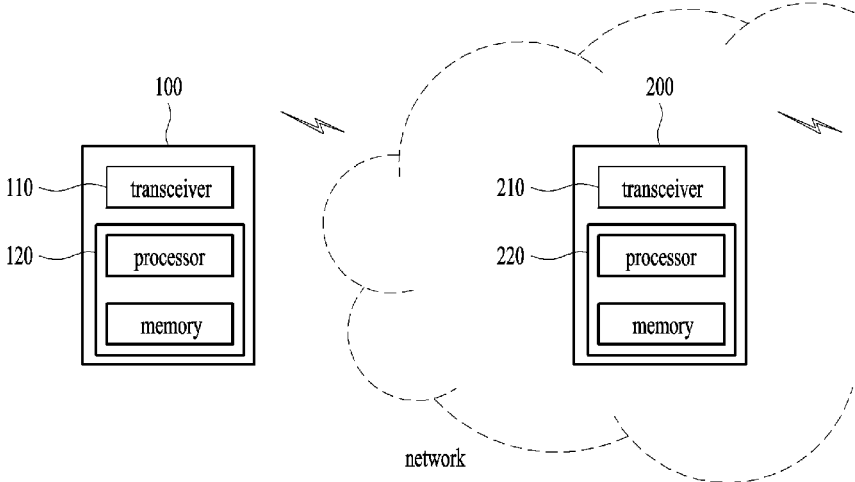 100
200
110
transceiver
210
transceiver
120
processor
220
processor
memory
memory
network